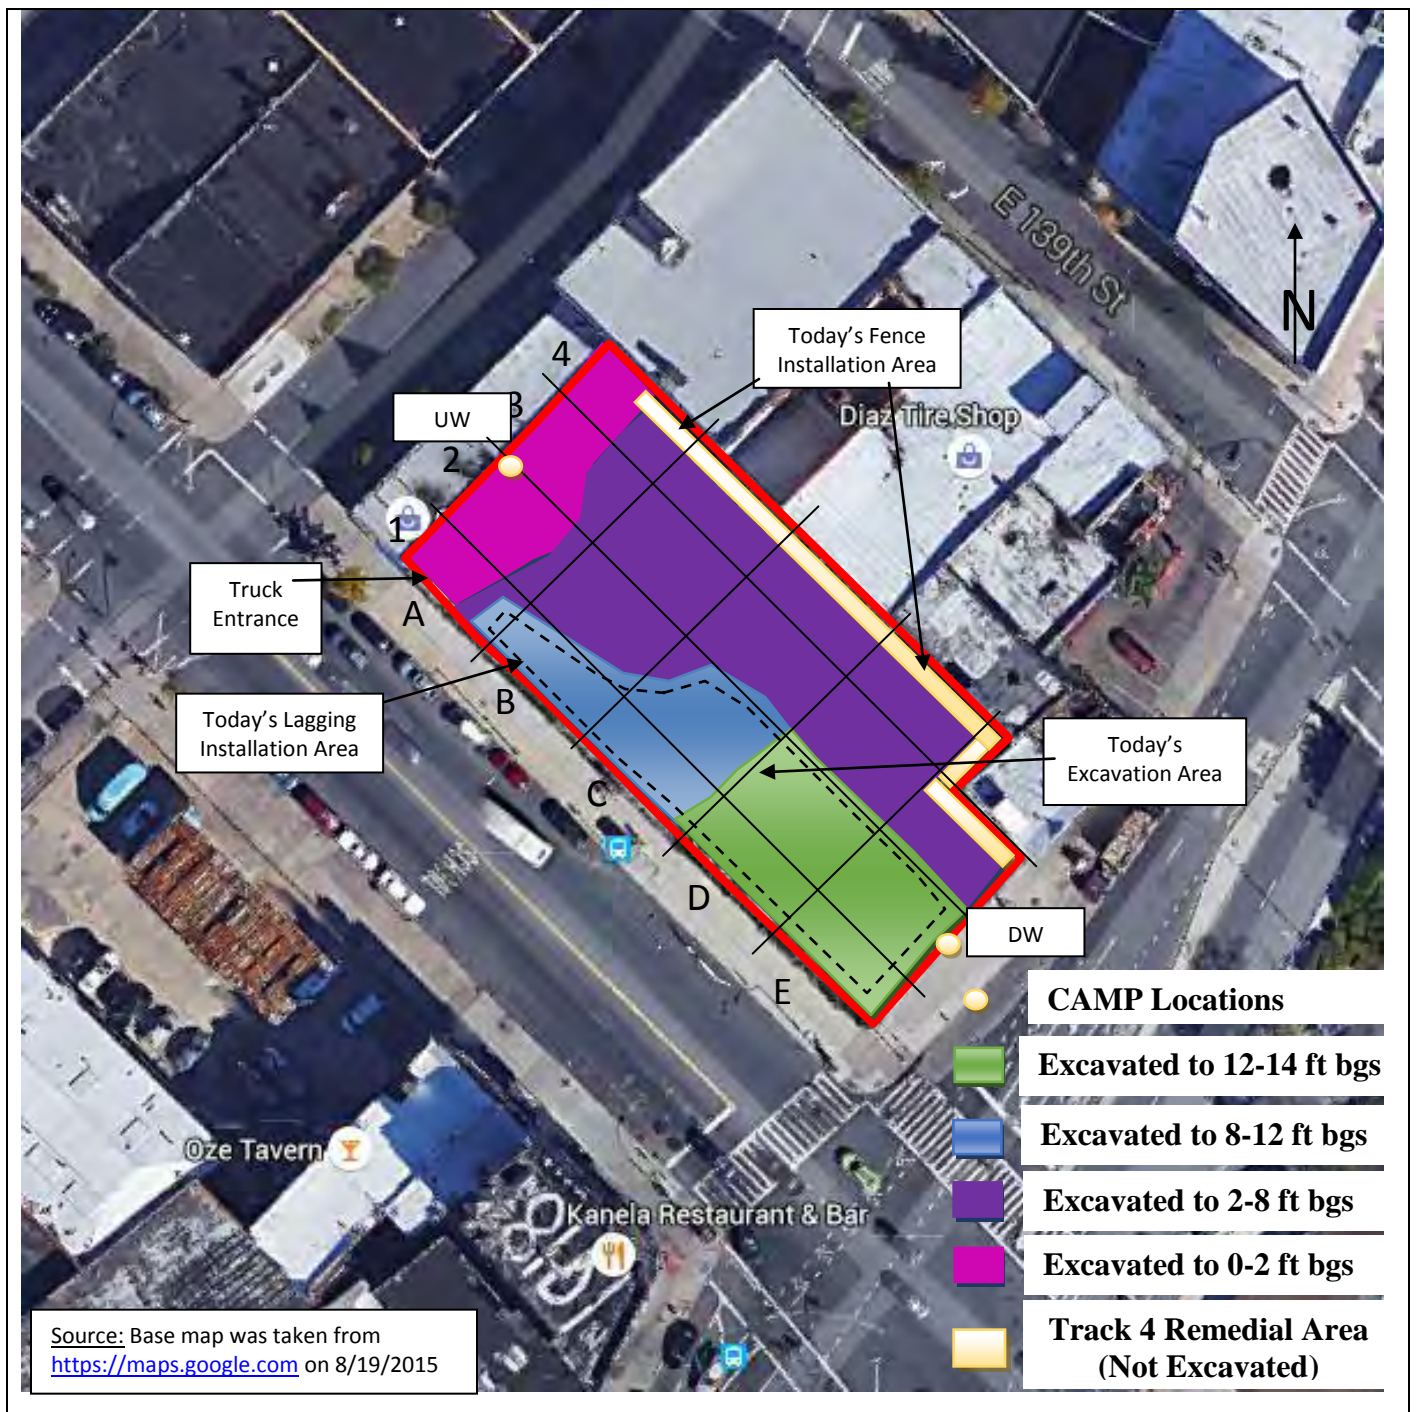 E 139th St
N
Today's Fence
Installation Area
4
3
UW
Diaz Tire Shop
2
1
Truck
Entrance
A
Today's Lagging
Installation Area
B
Today's
Excavation Area
C
D
DW
E
CAMP Locations
Excavated to 12-14 ft bgs
Excavated to 8-12 ft bgs
Oze Tavern
Excavated to 2-8 ft bgs
Kanela Restaurant & Bar
Excavated to 0-2 ft bgs
Track 4 Remedial Area
(Not Excavated)
Source: Base map was taken from
https://maps.google.com on 8/19/2015